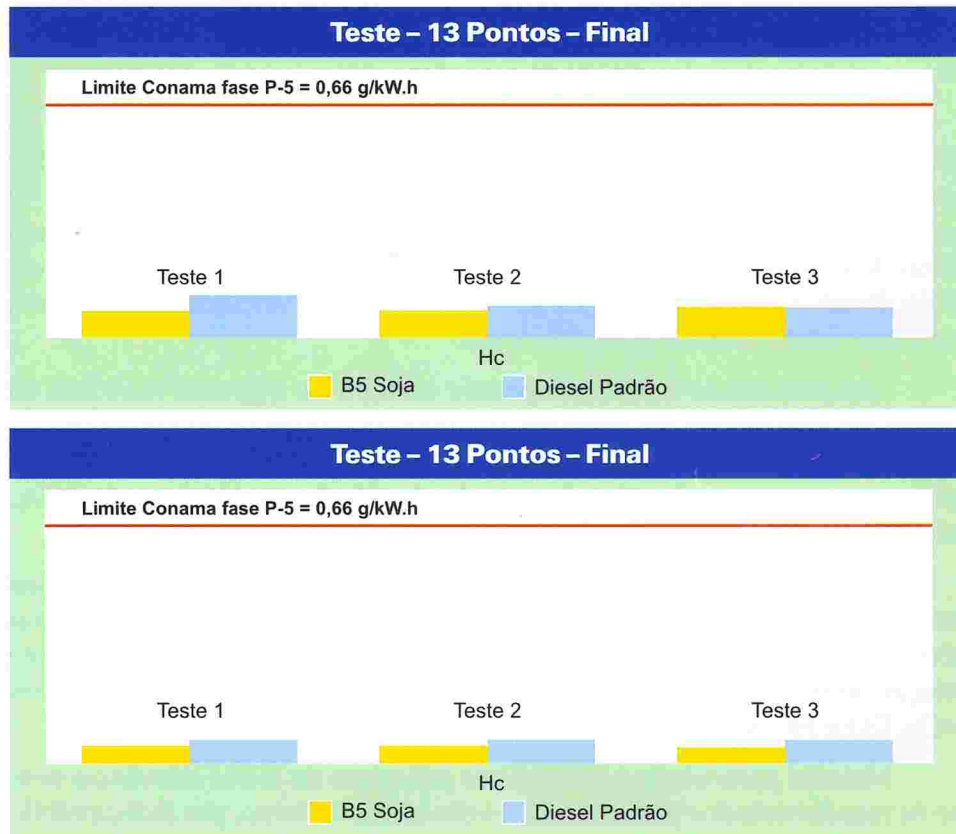 Teste – 13 Pontos – Final
Limite Conama fase P-5 = 0,66 g/kW.h
Teste 1 Teste 2 Teste 3
Hc
B5 Soja Diesel Padrão
Teste – 13 Pontos – Final
Limite Conama fase P-5 = 0,66 g/kW.h
Teste 1 Teste 2 Teste 3
Hc
B5 Soja Diesel Padrão